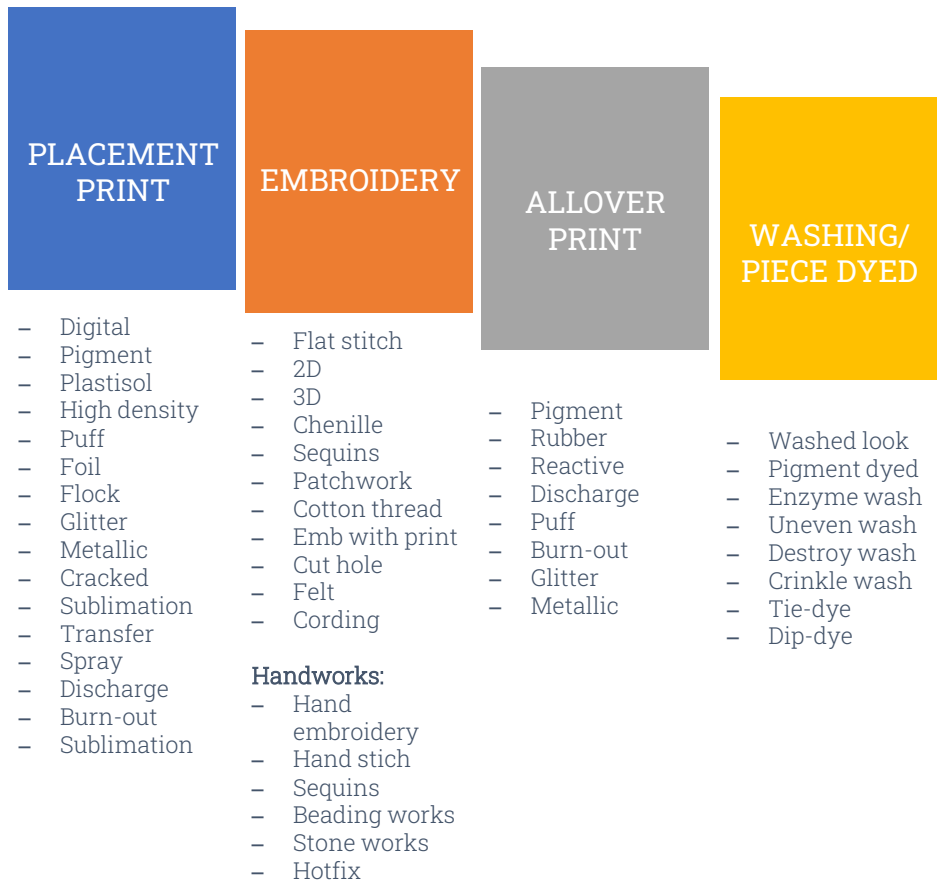 PLACEMENT
PRINT
– Digital
– Pigment
– Plastisol
– High density
– Puff
– Foil
– Flock
– Glitter
– Metallic
– Cracked
– Sublimation
– Transfer
– Spray
– Discharge
– Burn-out
– Sublimation
EMBROIDERY
– Flat stitch
– 2D
– 3D
– Chenille
– Sequins
– Patchwork
– Cotton thread
– Emb with print
– Cut hole
– Felt
– Cording
Handworks:
– Hand
embroidery
– Hand stich
– Sequins
– Beading works
– Stone works
– Hotfix
ALLOVER
PRINT
– Pigment
– Rubber
– Reactive
– Discharge
– Puff
– Burn-out
– Glitter
– Metallic
WASHING/
PIECE DYED
– Washed look
– Pigment dyed
– Enzyme wash
– Uneven wash
– Destroy wash
– Crinkle wash
– Tie-dye
– Dip-dye